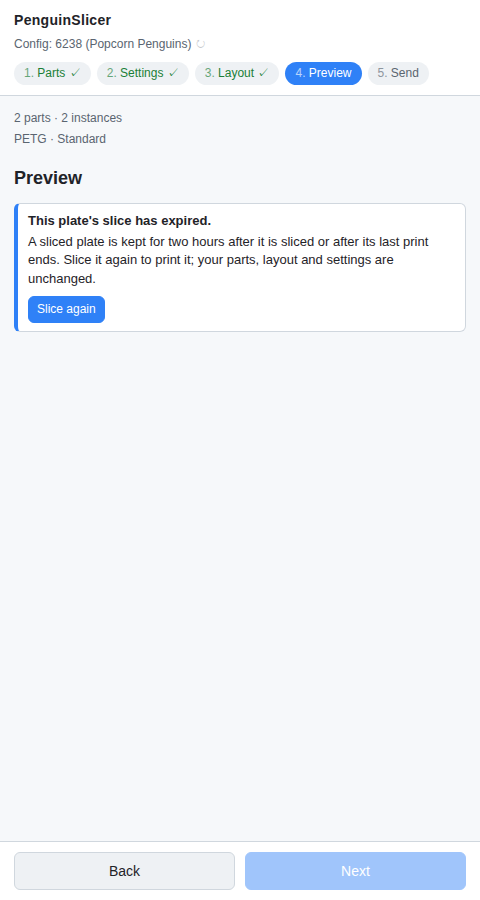 PenguinSlicer
Config: 6238 (Popcorn Penguins) ↻
1. Parts ✓ 2. Settings ✓ 3. Layout ✓ 4. Preview 5. Send
2 parts · 2 instances
PETG · Standard
Preview
This plate's slice has expired.
A sliced plate is kept for two hours after it is sliced or after its last print
ends. Slice it again to print it; your parts, layout and settings are
unchanged.
Slice again
Back Next